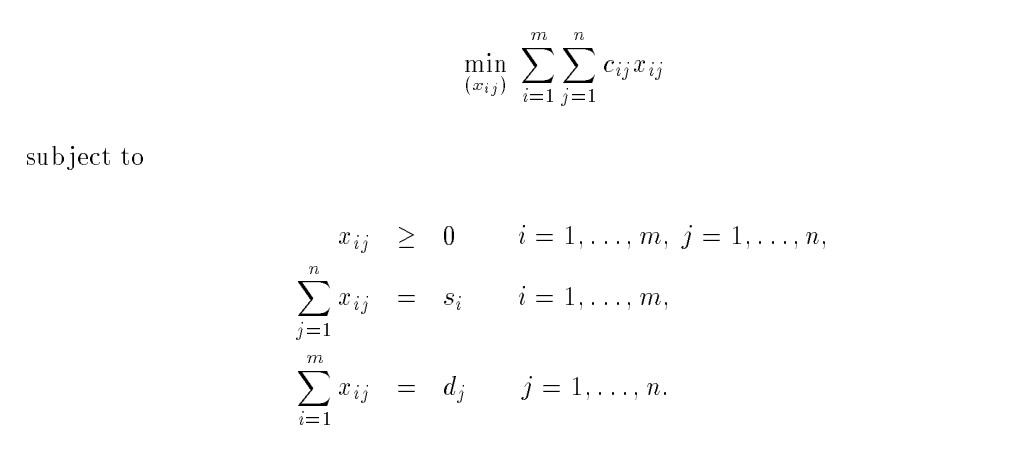 min_{(x_{ij})} \sum_{i=1}^{m} \sum_{j=1}^{n} c_{ij} x_{ij}
subject to
x_{ij} ≥ 0 i = 1, . . . , m, j = 1, . . . , n,
\sum_{j=1}^{n} x_{ij} = s_i i = 1, . . . , m,
\sum_{i=1}^{m} x_{ij} = d_j j = 1, . . . , n.